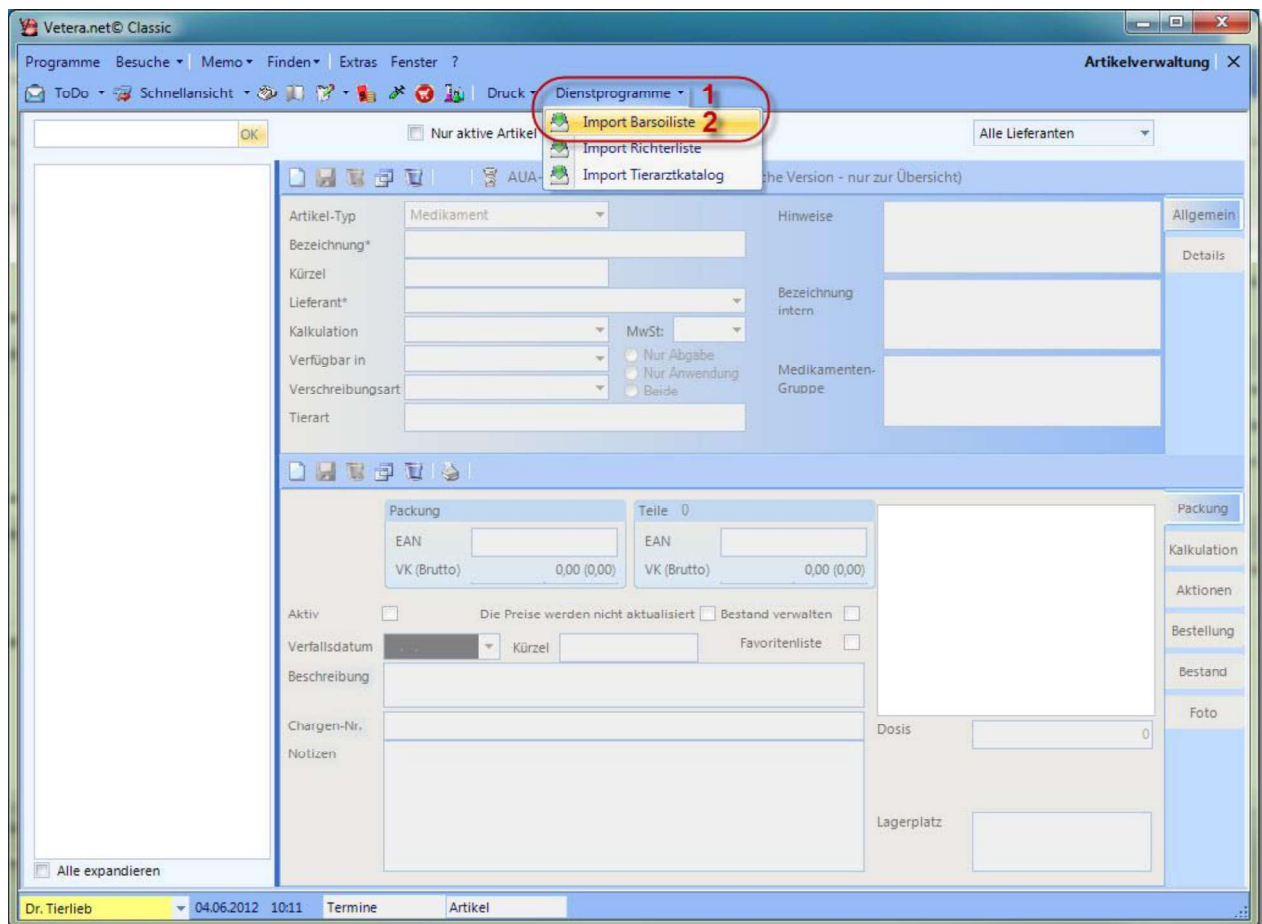 Vetera.net© Classic
Programme Besuche Memo Finden Extras Fenster ? Artikelverwaltung X
ToDo Schnellansicht Druck Dienstprogramme 1
OK Nur aktive Artikel Import Barsoiliste 2 Alle Lieferanten
Import Richterliste
AUA- Import Tierarztkatalog che Version - nur zur Übersicht)
Artikel-Typ Medikament Hinweise Allgemein
Bezeichnung*
Details
Kürzel
Lieferant* Bezeichnung intern
Kalkulation MwSt:
Verfügbar in Nur Abgabe
Nur Anwendung Medikamenten-
Verschreibungsart Beide Gruppe
Tierart
Packung Teile 0 Packung
EAN EAN
Kalkulation
VK (Brutto) 0,00 (0,00) VK (Brutto) 0,00 (0,00)
Aktionen
Aktiv Die Preise werden nicht aktualisiert Bestand verwalten
Bestellung
Verfallsdatum . . Kürzel Favoritenliste
Beschreibung Bestand
Foto
Chargen-Nr. Dosis 0
Notizen
Lagerplatz
Alle expandieren
Dr. Tierlieb 04.06.2012 10:11 Termine Artikel